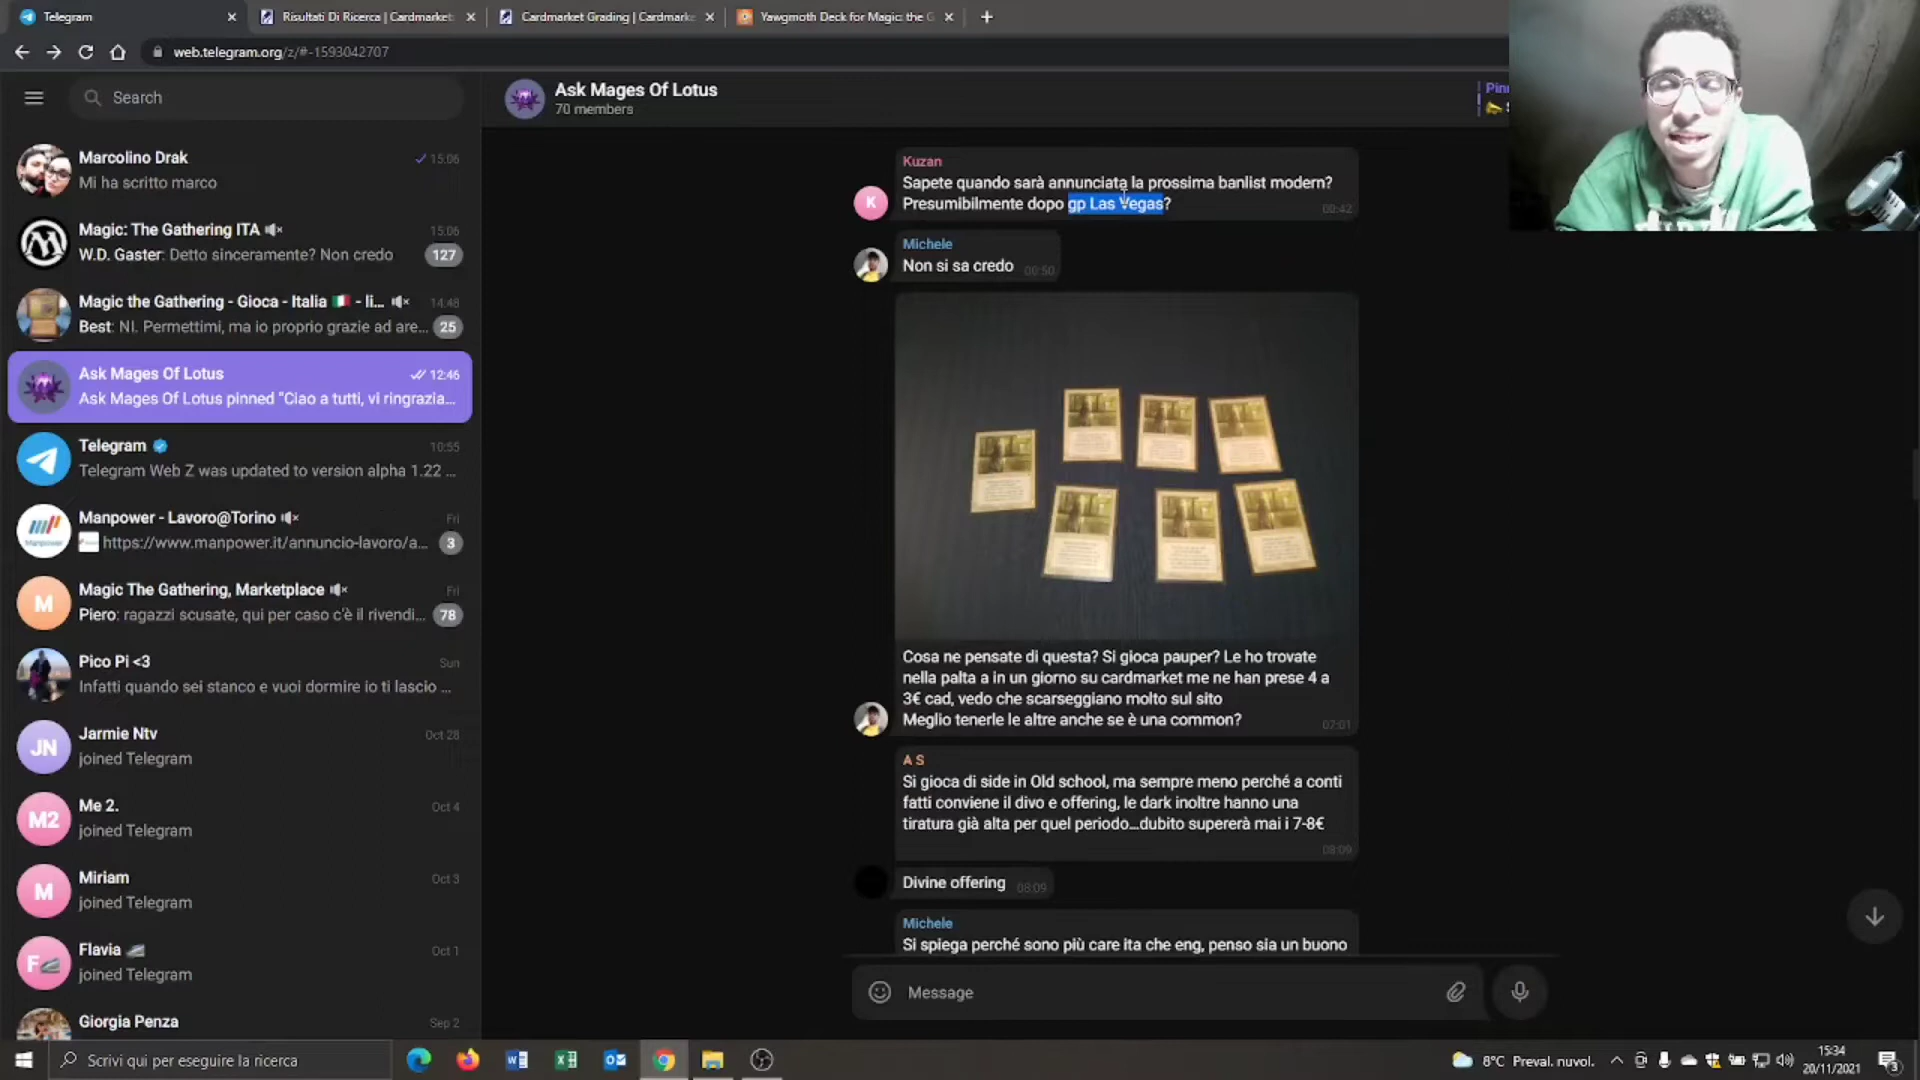 Telegram
Risultati Di Ricerca | Cardmarket
Cardmarket Grading | Cardmarke
Yawgmoth Deck for Magic: the G
web.telegram.org/z/#-1593042707
Search
Marcolino Drak
15:06
Mi ha scritto marco
Magic: The Gathering ITA
15:06
W.D. Gaster: Detto sinceramente? Non credo
127
Magic the Gathering - Gioca - Italia 🇮🇹 - li...
14:48
Best: NI. Permettimi, ma io proprio grazie ad are...
25
Ask Mages Of Lotus
12:46
Ask Mages Of Lotus pinned "Ciao a tutti, vi ringrazia...
Telegram
10:55
Telegram Web Z was updated to version alpha 1.22 ...
Manpower - Lavoro@Torino
Fri
https://www.manpower.it/annuncio-lavoro/a...
3
Magic The Gathering, Marketplace
Fri
M
Piero: ragazzi scusate, qui per caso c'è il rivendi...
78
Pico Pi <3
Sun
Infatti quando sei stanco e vuoi dormire io ti lascio ...
JN
Jarmie Ntv
Oct 28
joined Telegram
M2
Me 2.
Oct 4
joined Telegram
M
Miriam
Oct 3
joined Telegram
F
Flavia
Oct 1
joined Telegram
Giorgia Penza
Sep 2
Ask Mages Of Lotus
70 members
Pin
Kuzan
Sapete quando sarà annunciata la prossima banlist modern?
Presumibilmente dopo gp Las Vegas?
00:42
K
Michele
Non si sa credo
00:50
Cosa ne pensate di questa? Si gioca pauper? Le ho trovate
nella palta a in un giorno su cardmarket me ne han prese 4 a
3€ cad, vedo che scarseggiano molto sul sito
Meglio tenerle le altre anche se è una common?
07:01
A S
Si gioca di side in Old school, ma sempre meno perché a conti
fatti conviene il divo e offering, le dark inoltre hanno una
tiratura già alta per quel periodo...dubito supererà mai i 7-8€
08:09
Divine offering
08:09
Michele
Si spiega perché sono più care ita che eng, penso sia un buono
Message
Scrivi qui per eseguire la ricerca
8°C Preval. nuvol.
15:34
20/11/2021
3